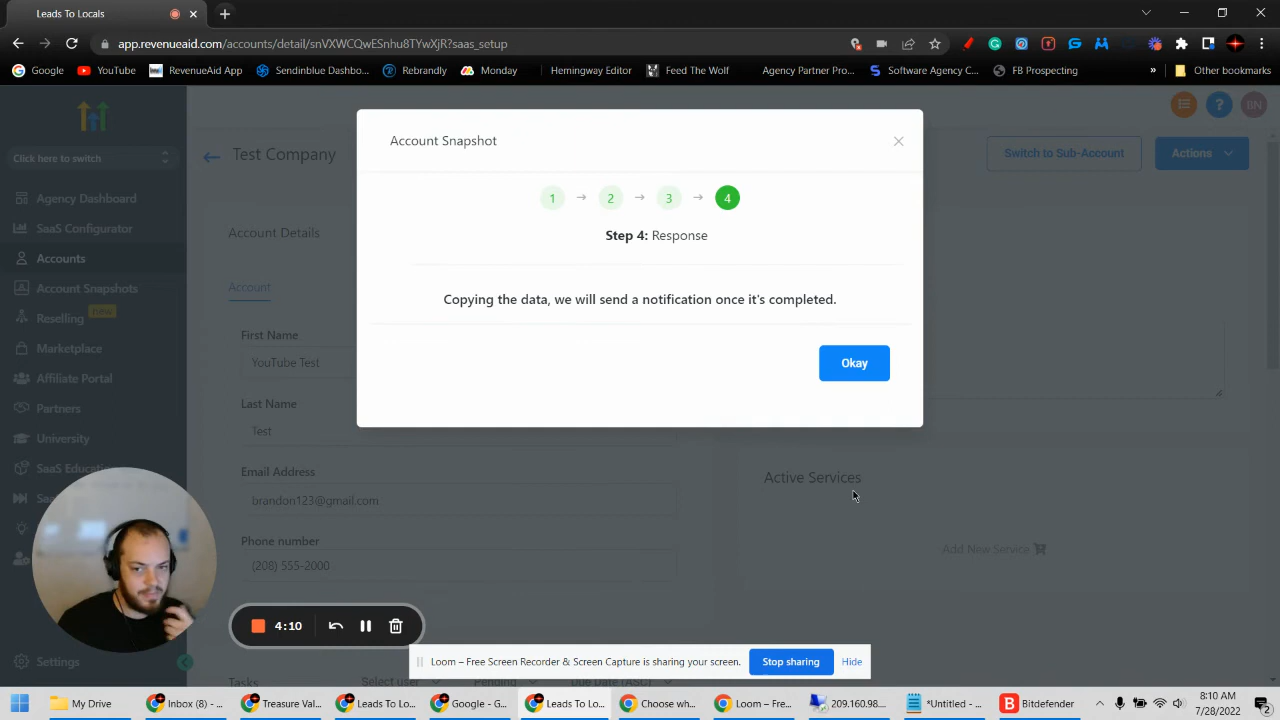 Leads To Locals
app.revenueaid.com/accounts/detail/snVXWCQwESnhu8TYwXjR?saas_setup
Google YouTube RevenueAid App Sendinblue Dashbo... Rebrandly Monday Hemingway Editor Feed The Wolf Agency Partner Pro... Software Agency C... FB Prospecting » Other bookmarks
Account Snapshot
? BN
Click here to switch
Test Company
Switch to Sub-Account
Actions
1 → 2 → 3 → 4
Step 4: Response
Copying the data, we will send a notification once it's completed.
Okay
Agency Dashboard
SaaS Configurator
Accounts
Account Snapshots
Reselling New
Marketplace
Affiliate Portal
Partners
University
SaaS Educatio
Saa
Settings
Account Details
Account
First Name
YouTube Test
Last Name
Test
Email Address
brandon123@gmail.com
Phone number
(208) 555-2000
Active Services
Add New Service
4:10
Loom – Free Screen Recorder & Screen Capture is sharing your screen. Stop sharing Hide
Tasks Select user Pending Due Date (ASC)
My Drive Inbox (8) ... Treasure V... Leads To Lo... Google - G... Leads To Lo... Choose wh... Loom – Fre... 209.160.98.... *Untitled - ... Bitdefender
8:10 AM
7/28/2022
2